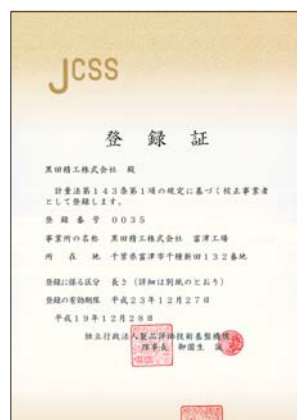 JCSS
登録証
黒田精工株式会社 殿
計量法第143条第1項の規定に基づく校正事業者
として登録します。
登録番号 0035
事業所の名称 黒田精工株式会社 富津工場
所在地 千葉県富津市千種新田132番地
登録に係る区分 長さ (詳細は別紙のとおり)
登録の有効期限 平成23年12月27日
平成19年12月28日
独立行政法人製品評価技術基盤機構
理事長 御園生 誠